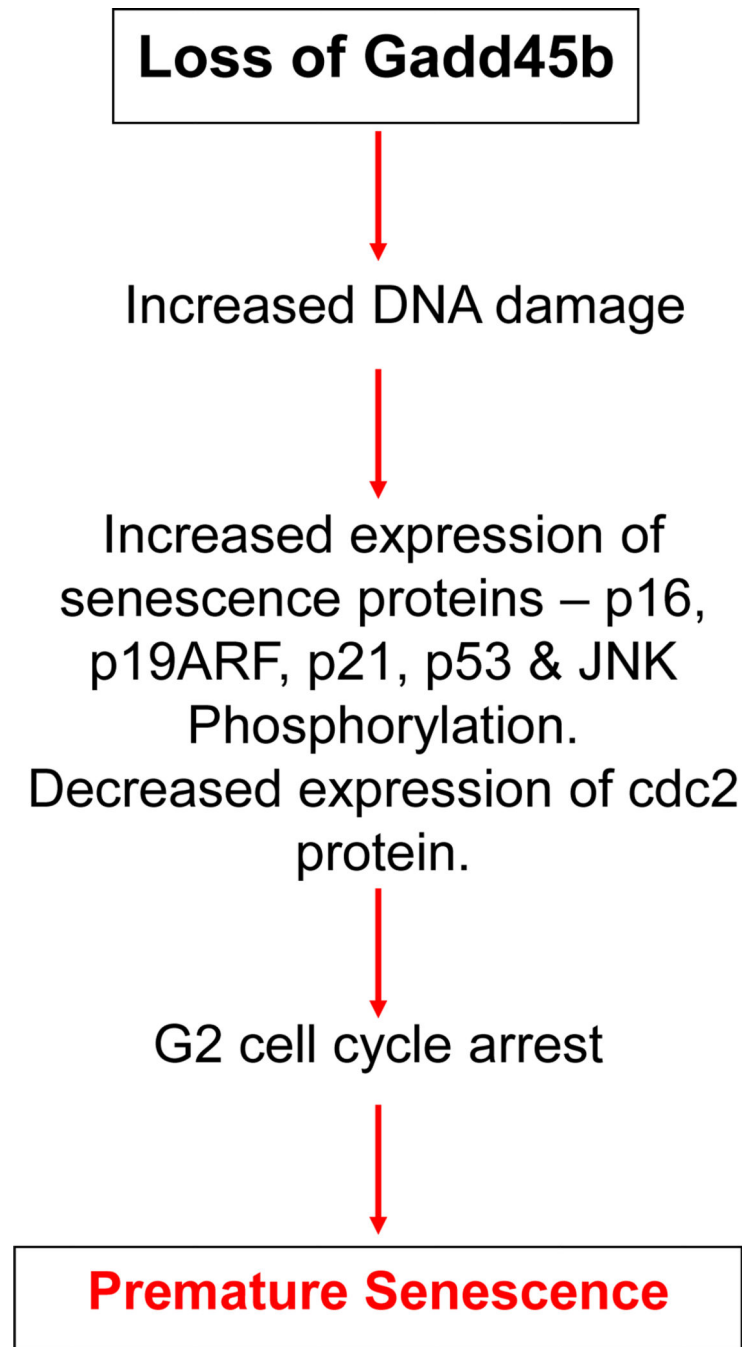 Loss of Gadd45b
Increased DNA damage
Increased expression of
senescence proteins – p16,
p19ARF, p21, p53 & JNK
Phosphorylation.
Decreased expression of cdc2
protein.
G2 cell cycle arrest
Premature Senescence